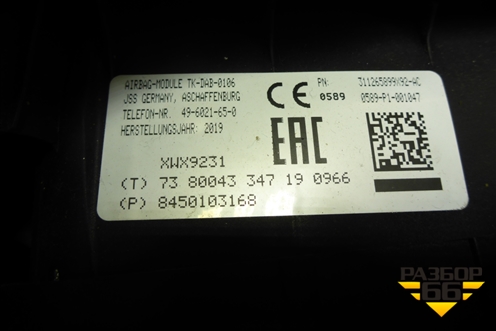 AIRBAG-MODULE TK-DAB-0106
JSS GERMANY, ASCHAFFENBURG
TELEFON-NR. 49-6021-65-0
HERSTELLUNGSJAHR: 2019
CE 0589
PN: 311265899X92-AC
0589-P1-001047
EAC
XWX9231
(T) 73 80043 347 19 0966
(P) 8450103168
РАЗБОР
66